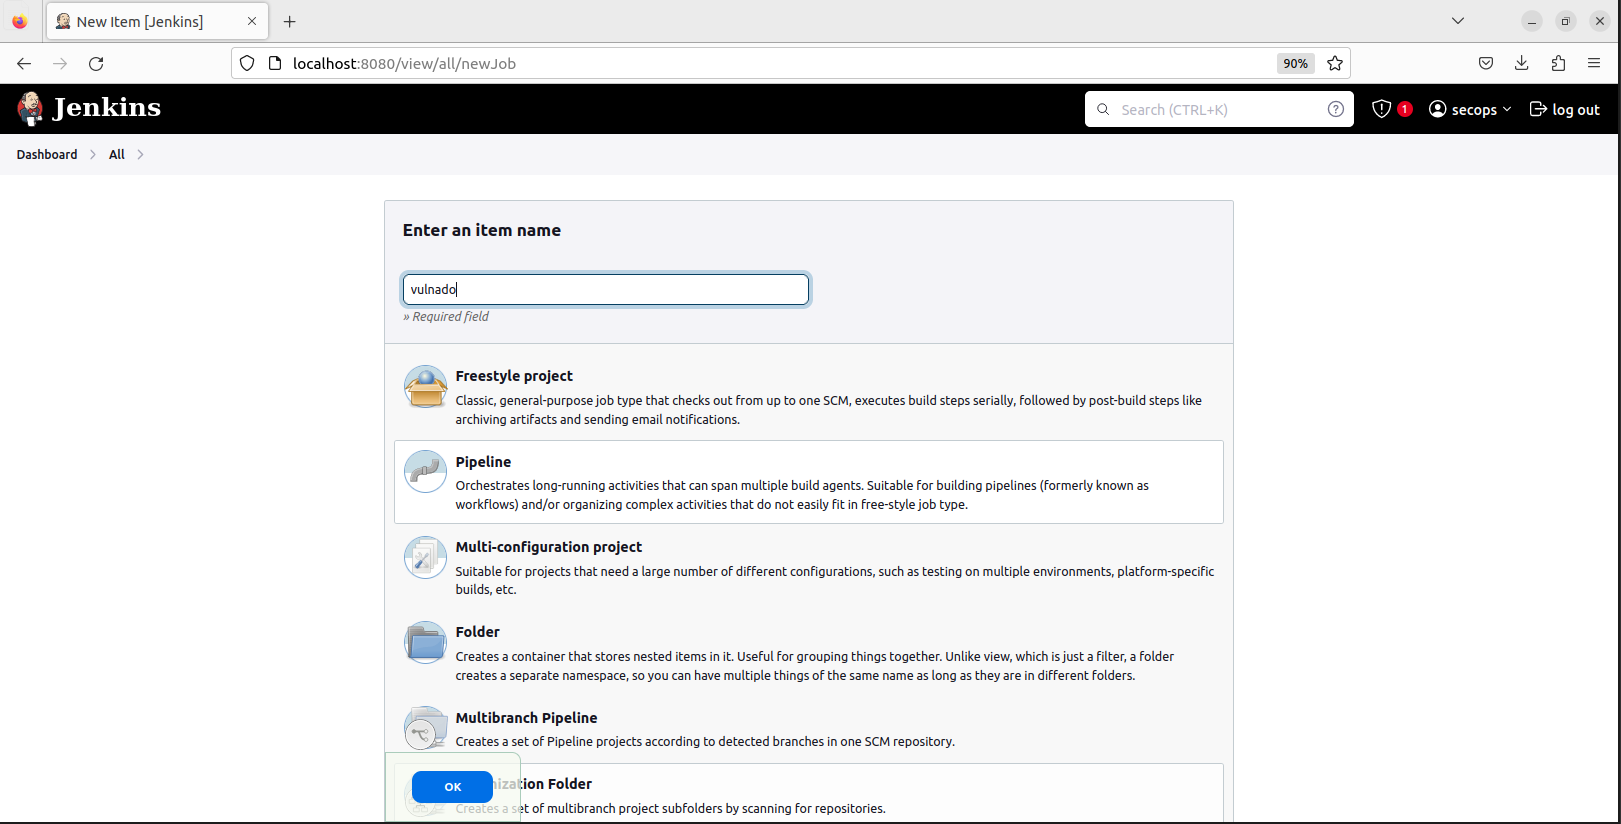 New Item [Jenkins]
localhost:8080/view/all/newJob
90%
Jenkins
Search (CTRL+K)
1
secops
log out
Dashboard
All
Enter an item name
vulnado
» Required field
Freestyle project
Classic, general-purpose job type that checks out from up to one SCM, executes build steps serially, followed by post-build steps like
archiving artifacts and sending email notifications.
Pipeline
Orchestrates long-running activities that can span multiple build agents. Suitable for building pipelines (formerly known as
workflows) and/or organizing complex activities that do not easily fit in free-style job type.
Multi-configuration project
Suitable for projects that need a large number of different configurations, such as testing on multiple environments, platform-specific
builds, etc.
Folder
Creates a container that stores nested items in it. Useful for grouping things together. Unlike view, which is just a filter, a folder
creates a separate namespace, so you can have multiple things of the same name as long as they are in different folders.
Multibranch Pipeline
Creates a set of Pipeline projects according to detected branches in one SCM repository.
OK
Folder
Creates a set of multibranch project subfolders by scanning for repositories.